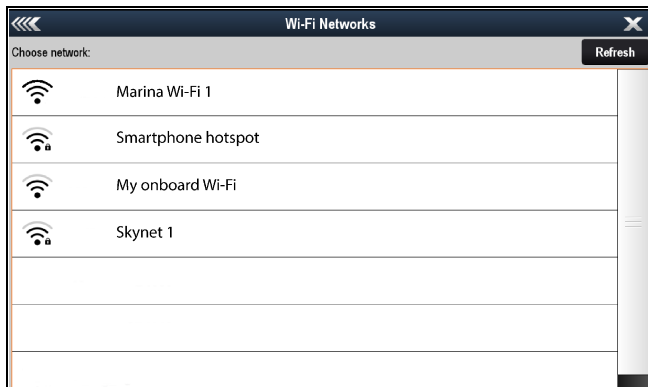 Wi-Fi Networks
Choose network:
Refresh
Marina Wi-Fi 1
Smartphone hotspot
My onboard Wi-Fi
Skynet 1